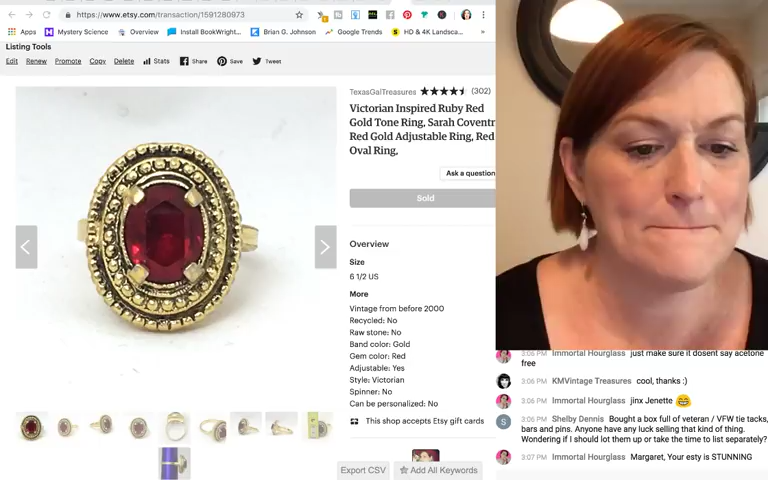 https://www.etsy.com/transaction/1591280973
Apps Mystery Science Overview Install BookWright... Brian G. Johnson Google Trends HD & 4K Landsca...
Listing Tools
Edit Renew Promote Copy Delete Stats Share Save Tweet
TexasGalTreasures (302)
Victorian Inspired Ruby Red
Gold Tone Ring, Sarah Coventr
Red Gold Adjustable Ring, Red
Oval Ring,
Ask a question
Sold
Overview
Size
6 1/2 US
More
Vintage from before 2000
Recycled: No
Raw stone: No
Band color: Gold
Gem color: Red
Adjustable: Yes
Style: Victorian
Spinner: No
Can be personalized: No
This shop accepts Etsy gift cards
Export CSV Add All Keywords
3:06 PM Immortal Hourglass just make sure it dosent say acetone
free
3:06 PM KMVintage Treasures cool, thanks :)
3:06 PM Immortal Hourglass jinx Jenette 😄
S 3:06 PM Shelby Dennis Bought a box full of veteran / VFW tie tacks,
bars and pins. Anyone have any luck selling that kind of thing.
Wondering if I should lot them up or take the time to list separately?
3:07 PM Immortal Hourglass Margaret, Your esty is STUNNING